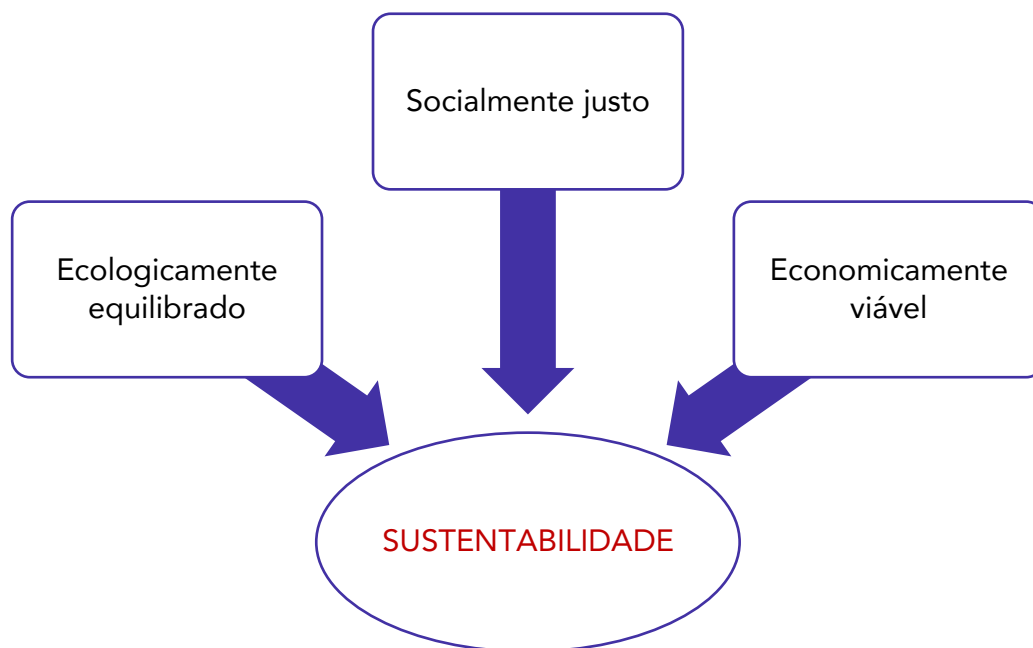 Socialmente justo
Ecologicamente
equilibrado
Economicamente
viável
SUSTENTABILIDADE